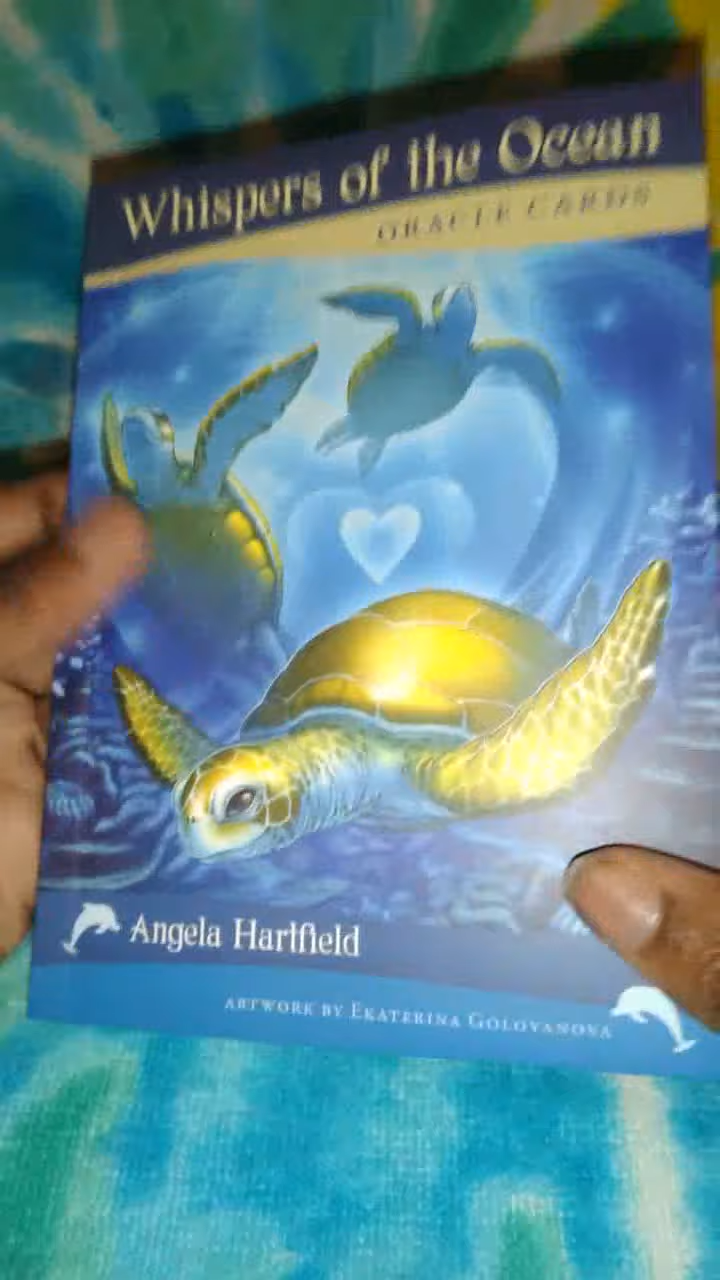 Whispers of the Ocean
ORACLE CARDS
Angela Hartfield
ARTWORK BY EKATERINA GOLOVANOVA